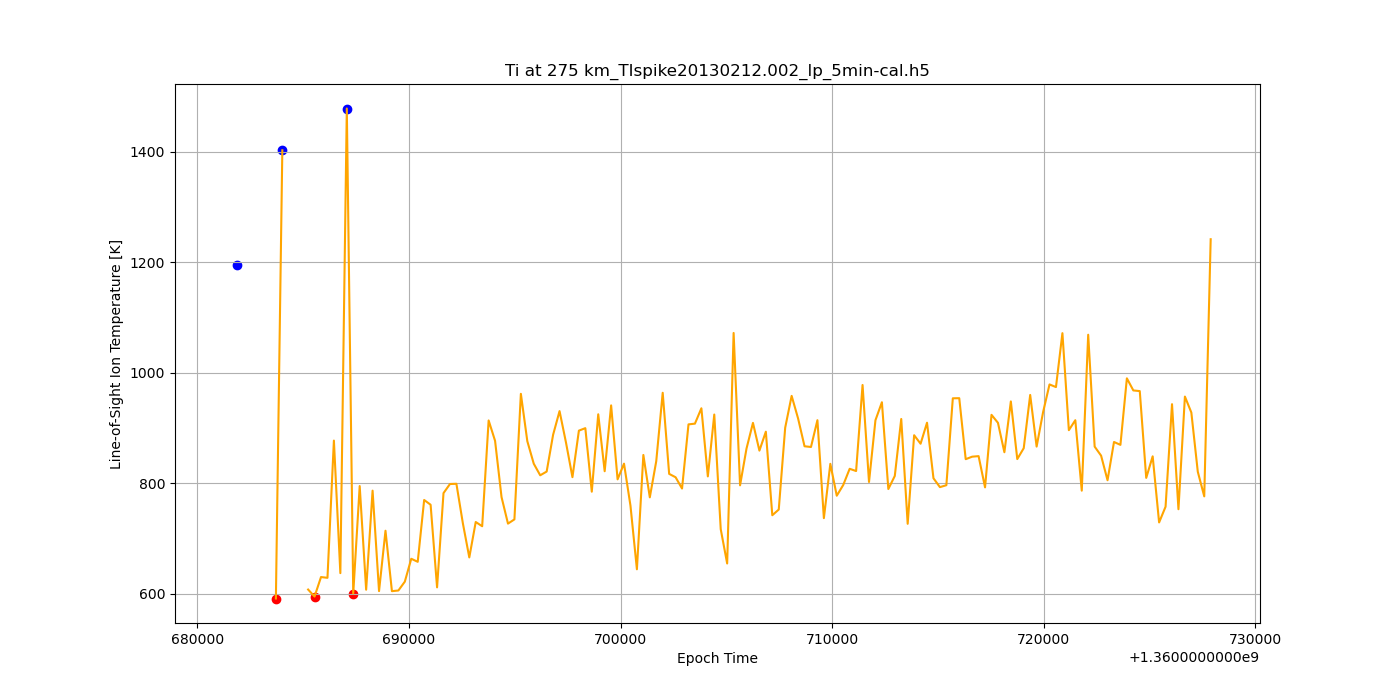 Ti at 275 km_TIspike20130212.002_lp_5min-cal.h5
Line-of-Sight Ion Temperature [K]
1400
1200
1000
800
600
680000 690000 700000 710000 720000 730000
Epoch Time
+1.3600000000e9